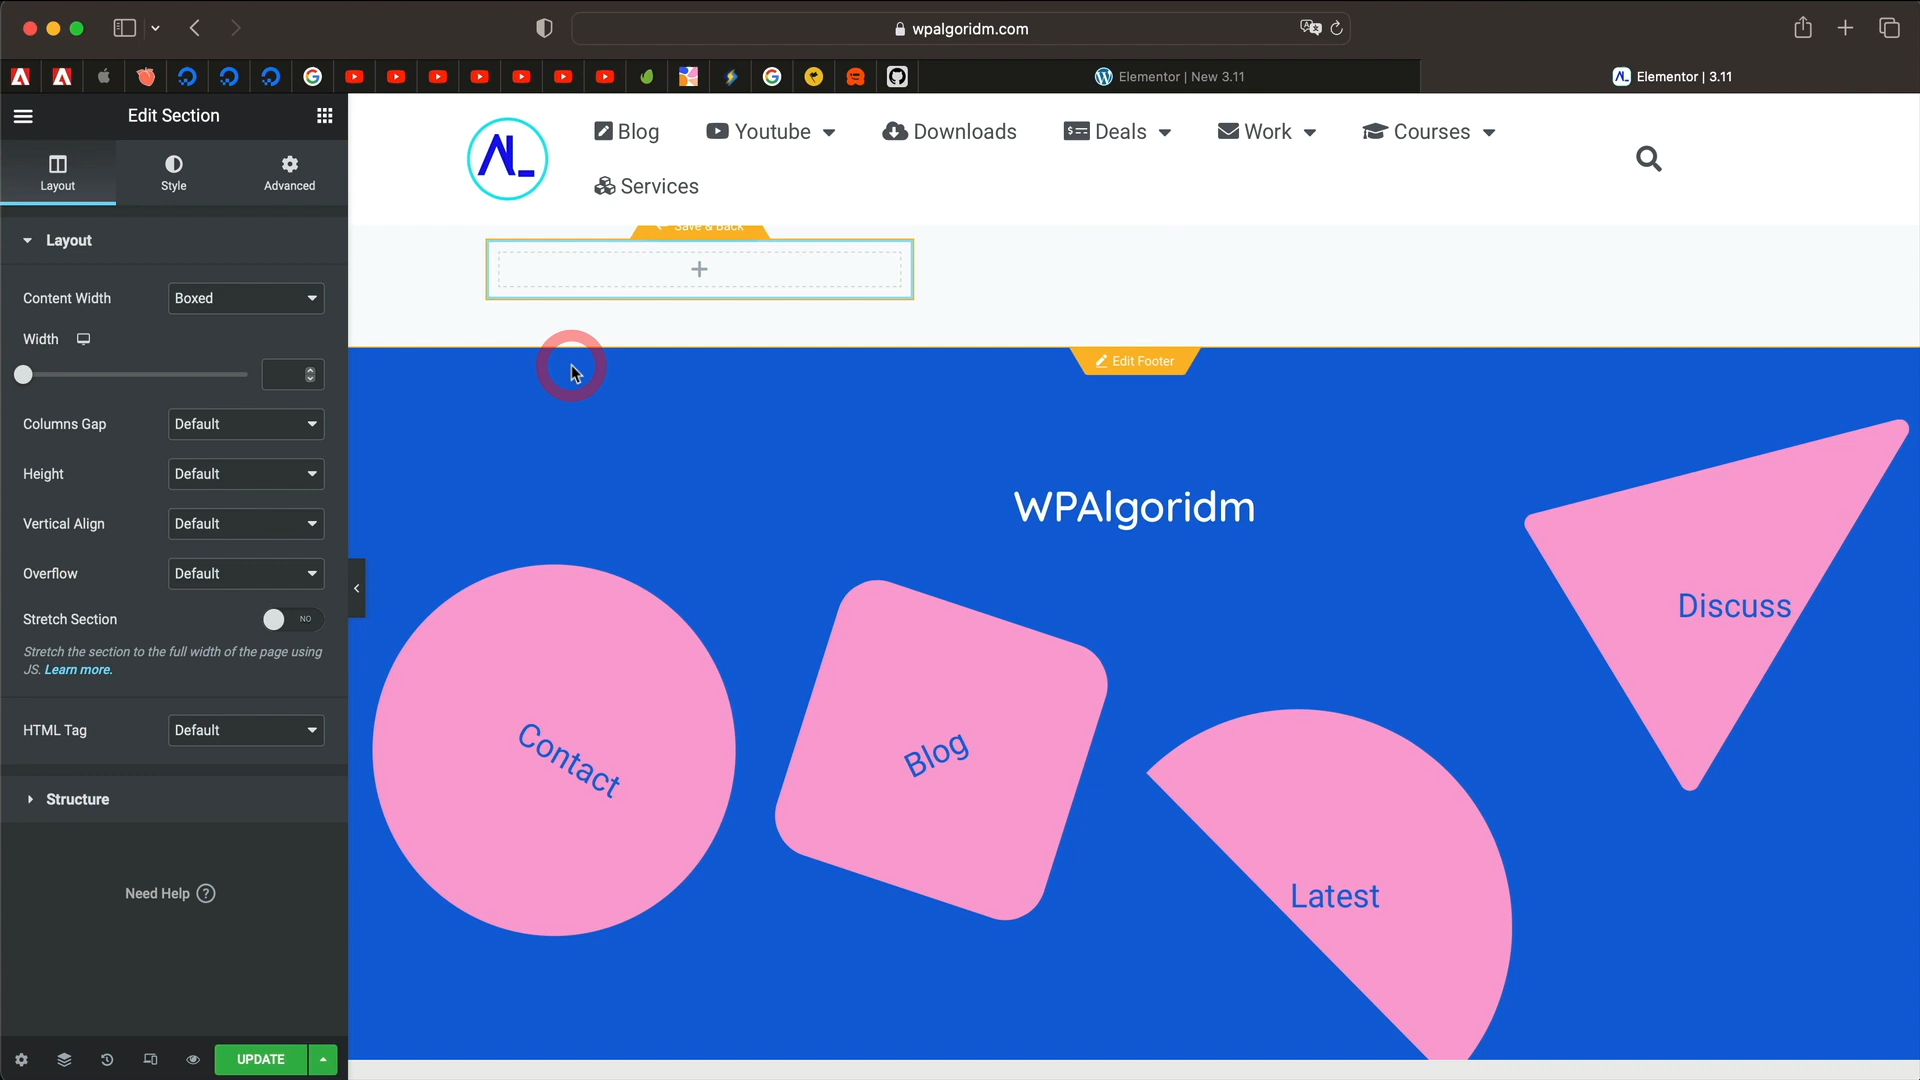 wpalgoridm.com
Elementor | New 3.11
Elementor | 3.11
Edit Section
Layout
Style
Advanced
Layout
Content Width
Boxed
Width
Columns Gap
Default
Height
Default
Vertical Align
Default
Overflow
Default
Stretch Section
NO
Stretch the section to the full width of the page using
JS. Learn more.
HTML Tag
Default
Structure
Need Help ?
UPDATE
AL_
Blog
Youtube
Downloads
Deals
Work
Courses
Services
Save & Back
Edit Footer
WPAlgoridm
Discuss
Contact
Blog
Latest